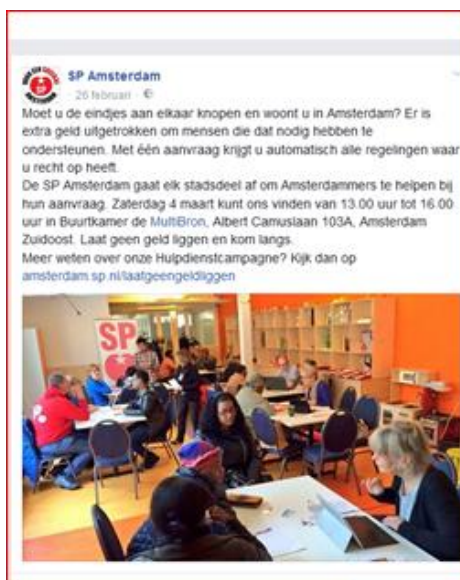 SP Amsterdam
26 februari
Moet u de eindjes aan elkaar knopen en woont u in Amsterdam? Er is
extra geld uitgetrokken om mensen die dat nodig hebben te
ondersteunen. Met één aanvraag krijgt u automatisch alle regelingen waar
u recht op heeft.
De SP Amsterdam gaat elk stadsdeel af om Amsterdammers te helpen bij
hun aanvraag. Zaterdag 4 maart kunt ons vinden van 13.00 uur tot 16.00
uur in Buurtkamer de MultiBron, Albert Camuslaan 103A, Amsterdam
Zuidoost. Laat geen geld liggen en kom langs.
Meer weten over onze Hulpdienstcampagne? Kijk dan op
amsterdam.sp.nl/laatgeengeldliggen
SP